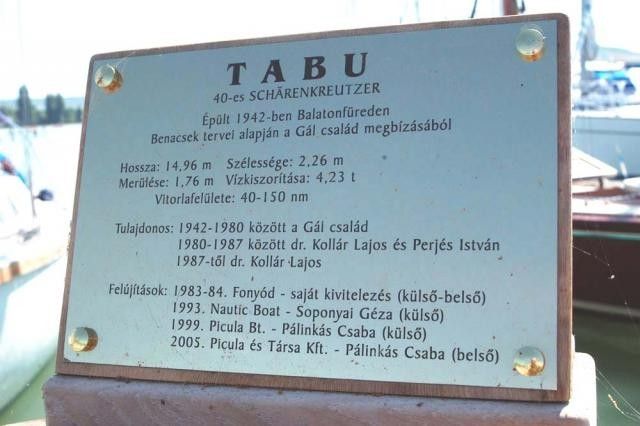 TABU
40-es SCHÄRENKREUTZER
Épült 1942-ben Balatonfüreden
Benacsek tervei alapján a Gál család megbízásából
Hossza: 14,96 m Szélessége: 2,26 m
Merülése: 1,76 m Vízkiszorítása: 4,23 t
Vitorlafelülete: 40-150 nm
Tulajdonos: 1942-1980 között a Gál család
1980-1987 között dr. Kollár Lajos és Perjés István
1987-től dr. Kollár Lajos
Felújítások: 1983-84. Fonyód - saját kivitelezés (külső-belső)
1993. Nautic Boat - Soponyai Géza (külső)
1999. Picula Bt. - Pálinkás Csaba (külső)
2005. Picula és Társa Kft. - Pálinkás Csaba (belső)